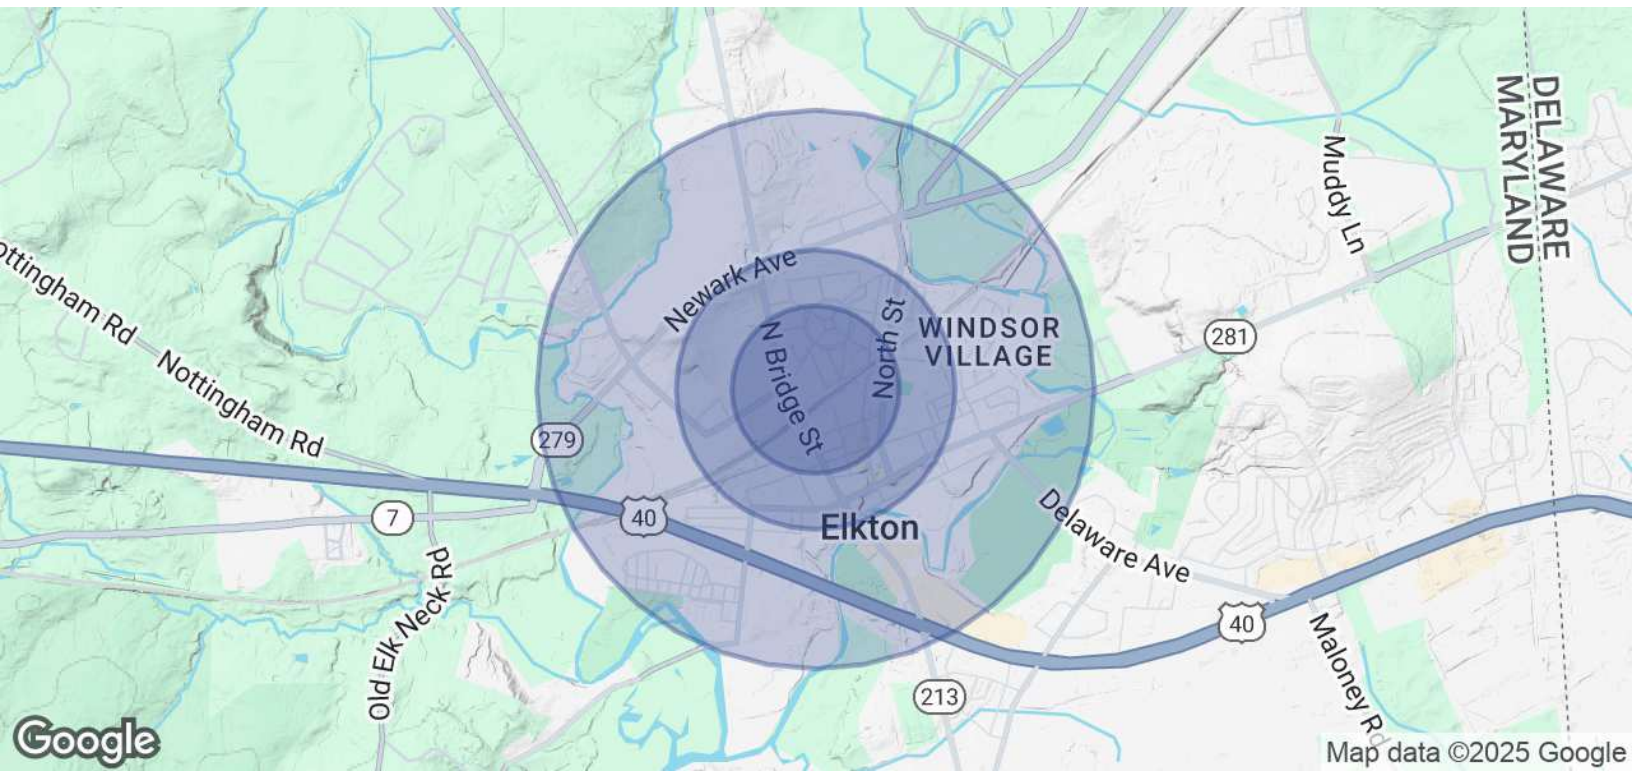 DELAWARE
MARYLAND
Muddy Ln
Newark Ave
ottingham Rd
N Bridge St
North St
WINDSOR
VILLAGE
281
Nottingham Rd
279
7
40
Elkton
Delaware Ave
Old Elk Neck Rd
40
Maloney Rd
213
Google
Map data ©2025 Google